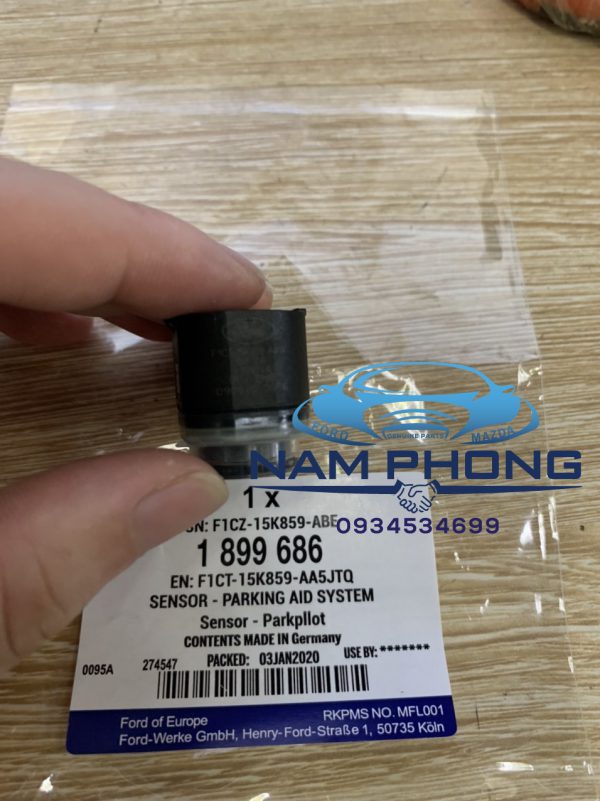 F1CT
FORD
GENUINE PARTS
MAZDA
NAM PHONG
0934534699
1 x
SN: F1CZ-15K859-ABE
1 899 686
EN: F1CT-15K859-AA5JTQ
SENSOR - PARKING AID SYSTEM
Sensor - Parkpilot
CONTENTS MADE IN Germany
0095A 274547 PACKED: 03JAN2020 USE BY: *******
Ford of Europe RKPMS NO. MFL001
Ford-Werke GmbH, Henry-Ford-Straße 1, 50735 Köln